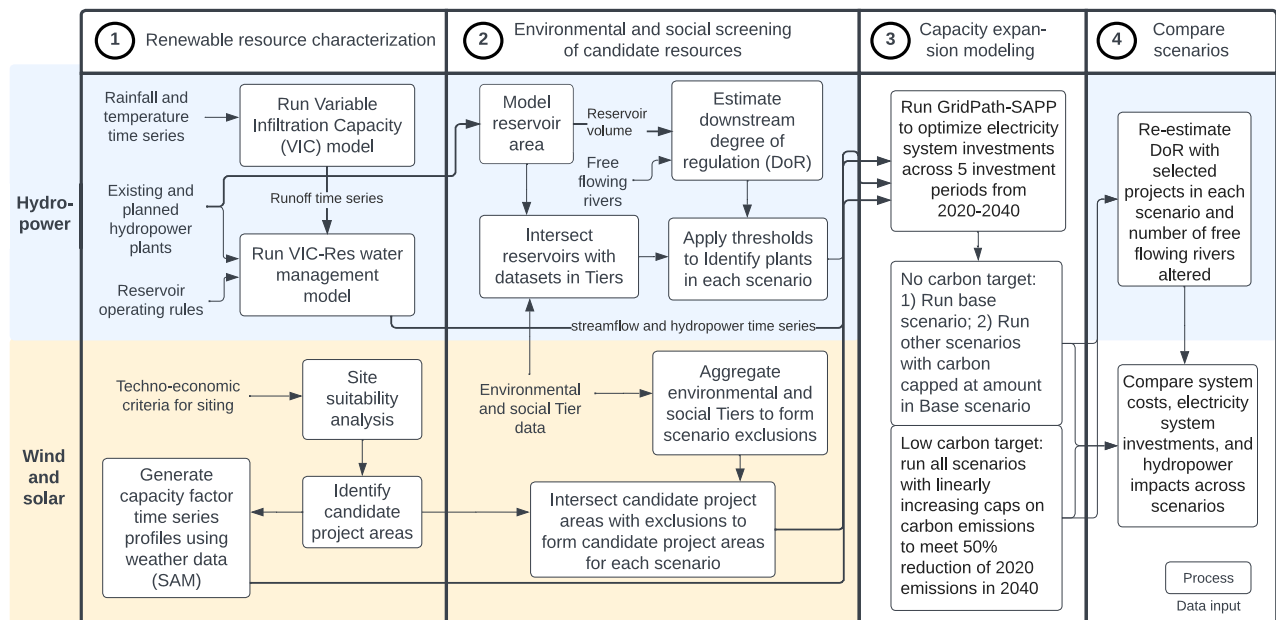 1
Renewable resource characterization
2
Environmental and social screening
of candidate resources
3
Capacity expan-
sion modeling
4
Compare
scenarios
Hydro-
power
Rainfall and
temperature
time series
Run Variable
Infiltration Capacity
(VIC) model
Existing and
planned
hydropower
plants
Runoff time series
Run VIC-Res water
management
model
Reservoir
operating rules
Model
reservoir
area
Reservoir
volume
Free
flowing
rivers
Estimate
downstream
degree of
regulation (DoR)
Intersect
reservoirs with
datasets in Tiers
Apply thresholds
to Identify plants
in each scenario
streamflow and hydropower time series
Run GridPath-SAPP
to optimize electricity
system investments
across 5 investment
periods from
2020-2040
No carbon target:
1) Run base
scenario; 2) Run
other scenarios
with carbon
capped at amount
in Base scenario
Low carbon target:
run all scenarios
with linearly
increasing caps on
carbon emissions
to meet 50%
reduction of 2020
emissions in 2040
Re-estimate
DoR with
selected
projects in each
scenario and
number of free
flowing rivers
altered
Compare system
costs, electricity
system
investments, and
hydropower
impacts across
scenarios
Wind
and
solar
Techno-economic
criteria for siting
Site
suitability
analysis
Generate
capacity factor
time series
profiles using
weather data
(SAM)
Identify
candidate
project areas
Environmental
and social Tier
data
Aggregate
environmental and
social Tiers to form
scenario exclusions
Intersect candidate project
areas with exclusions to
form candidate project areas
for each scenario
Process
Data input